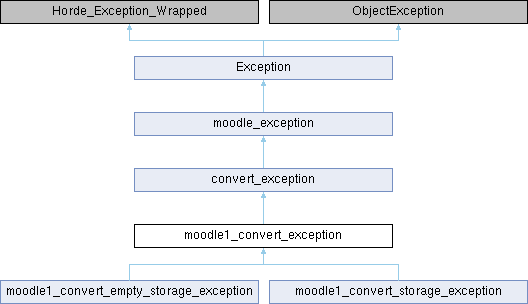 Horde_Exception_Wrapped
ObjectException
Exception
moodle_exception
convert_exception
moodle1_convert_exception
moodle1_convert_empty_storage_exception
moodle1_convert_storage_exception